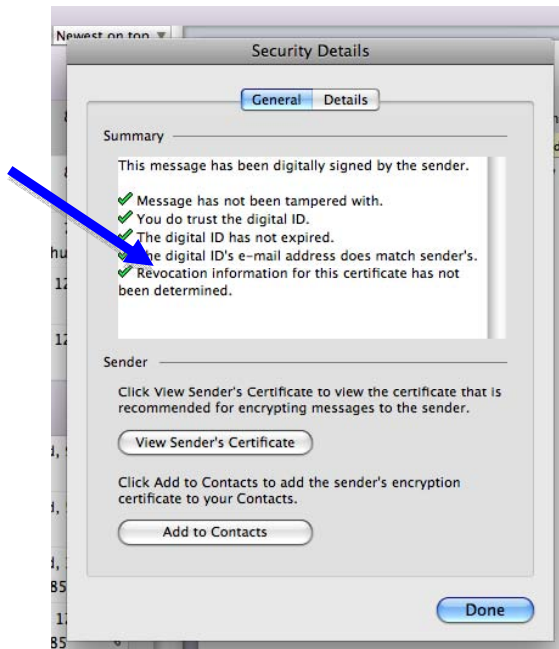 Newest on top
Security Details
General Details
Summary
This message has been digitally signed by the sender.
Message has not been tampered with.
You do trust the digital ID.
The digital ID has not expired.
digital ID's e-mail address does match sender's.
Revocation information for this certificate has not
been determined.
Sender
Click View Sender's Certificate to view the certificate that is
recommended for encrypting messages to the sender.
View Sender's Certificate
Click Add to Contacts to add the sender's encryption
certificate to your Contacts.
Add to Contacts
Done
85
85